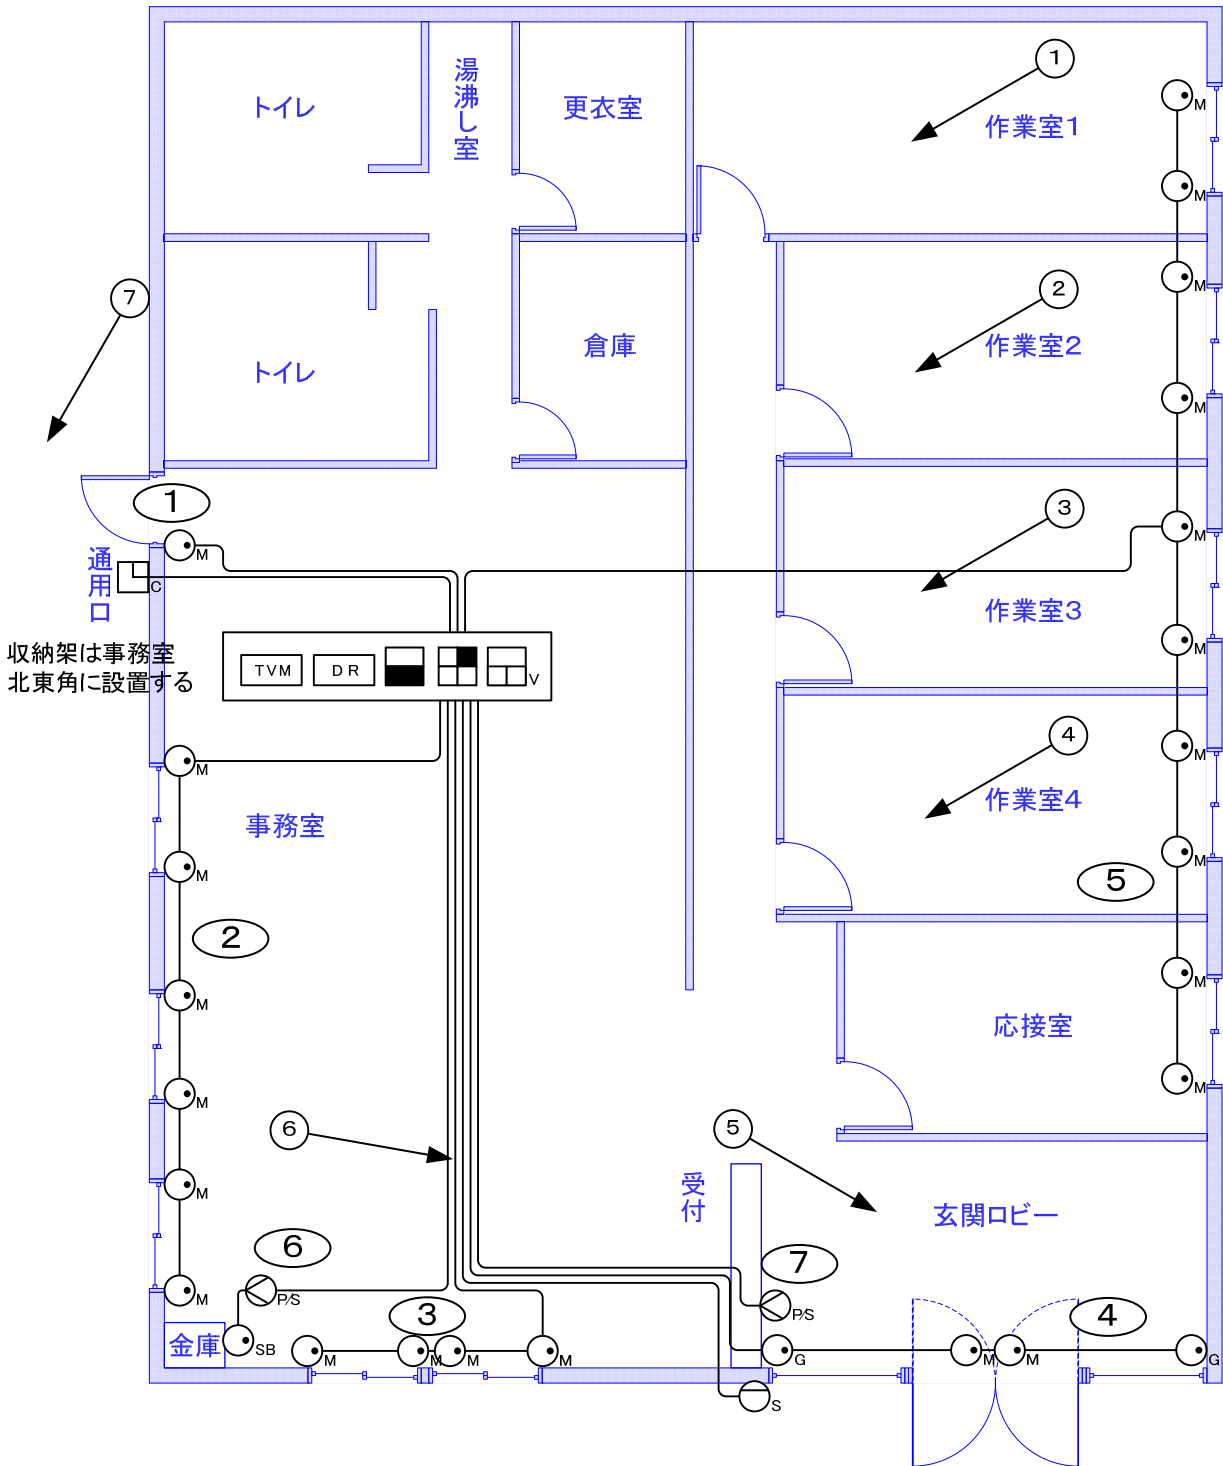 1
トイレ
湯沸し室
更衣室
作業室1
M
M
7
2
M
トイレ
倉庫
作業室2
M
1
3
M
M
通用口
C
作業室3
収納架は事務室
北東角に設置する
TVM
DR
V
M
M
4
M
作業室4
事務室
M
M
5
2
M
M
M
応接室
M
M
6
5
受付
玄関ロビー
M
6
7
M
P/S
P/S
3
4
金庫
SB
M
M
M
M
G
M
M
G
S